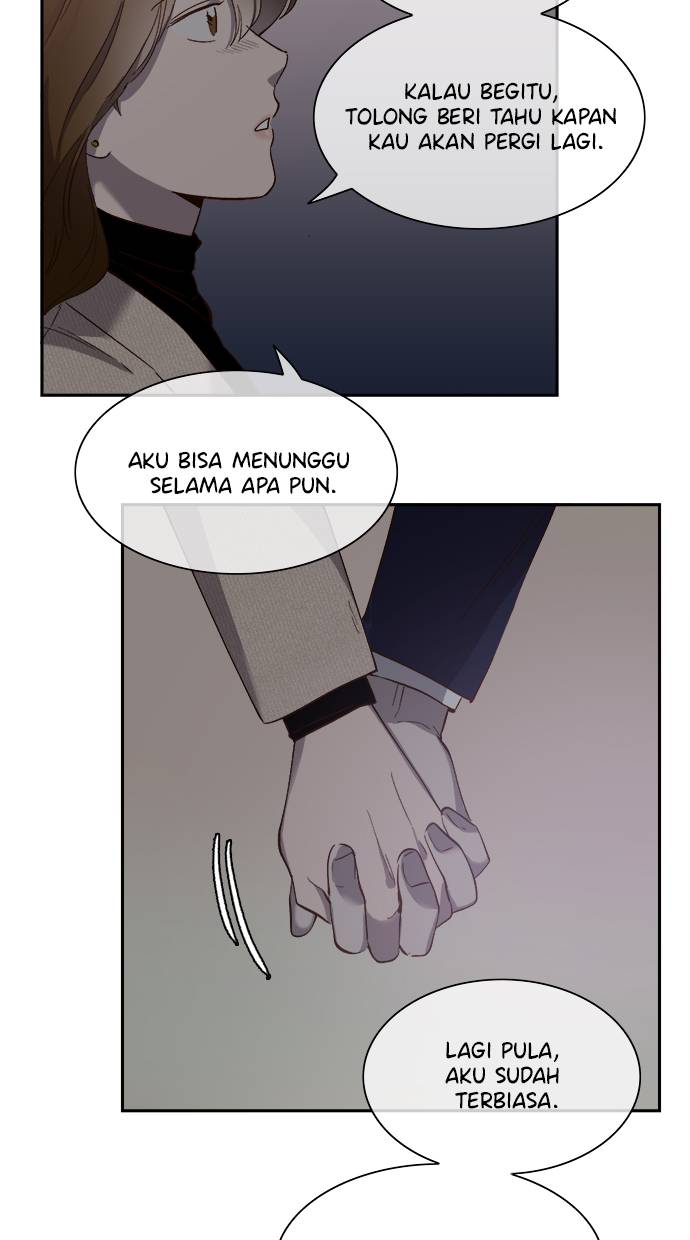 KALAU BEGITU,
TOLONG BERI TAHU KAPAN
KAU AKAN PERGI LAGI.
AKU BISA MENUNGGU
SELAMA APA PUN.
LAGI PULA,
AKU SUDAH
TERBIASA.